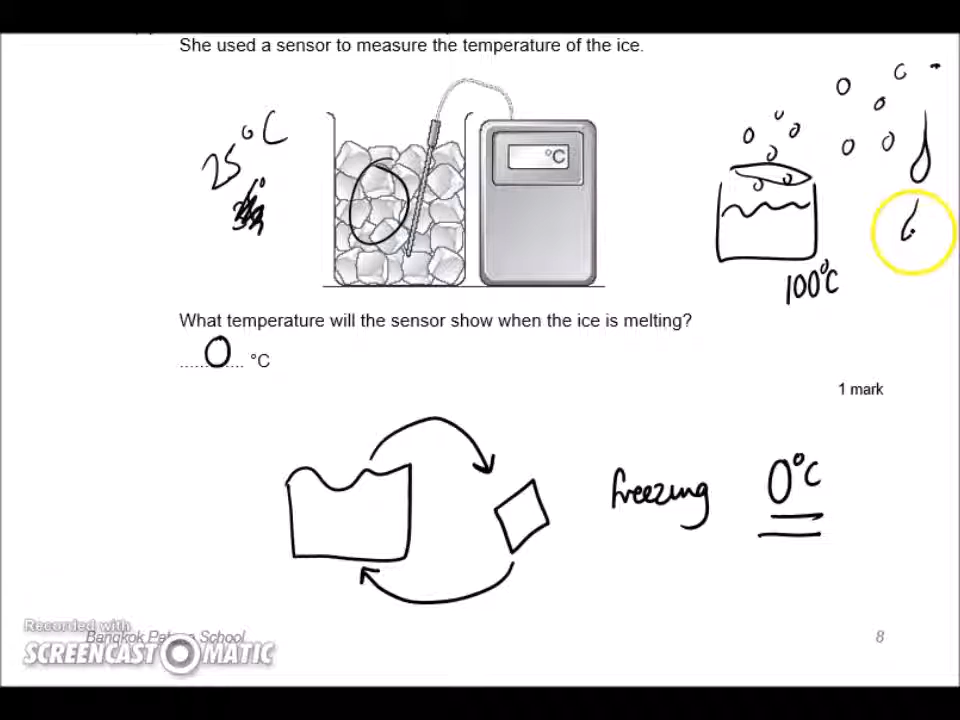 She used a sensor to measure the temperature of the ice.
25°C
°C
100°C
What temperature will the sensor show when the ice is melting?
......0...... °C
1 mark
freezing 0°C
Recorded with
Bangkok School
SCREENCAST MATIC
8